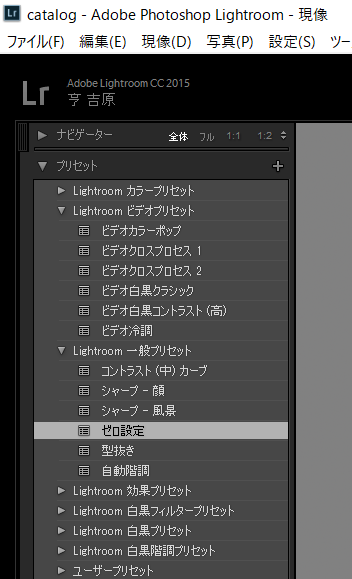 Lr catalog - Adobe Photoshop Lightroom - 現像
ファイル(F) 編集(E) 現像(D) 写真(P) 設定(S) ツー
Lr Adobe Lightroom CC 2015
亨 吉原
ナビゲーター 全体 フル 1:1 1:2
プリセット +
Lightroom カラープリセット
Lightroom ビデオプリセット
ビデオカラーポップ
ビデオクロスプロセス 1
ビデオクロスプロセス 2
ビデオ白黒クラシック
ビデオ白黒コントラスト (高)
ビデオ冷調
Lightroom 一般プリセット
コントラスト (中) カーブ
シャープ - 顔
シャープ - 風景
ゼロ設定
型抜き
自動階調
Lightroom 効果プリセット
Lightroom 白黒フィルタープリセット
Lightroom 白黒プリセット
Lightroom 白黒階調プリセット
ユーザープリセット